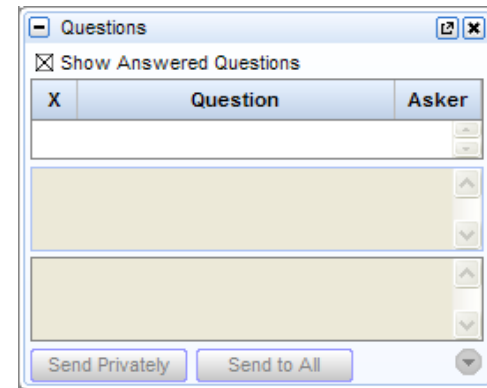 Questions
Show Answered Questions
X Question Asker
Send Privately Send to All